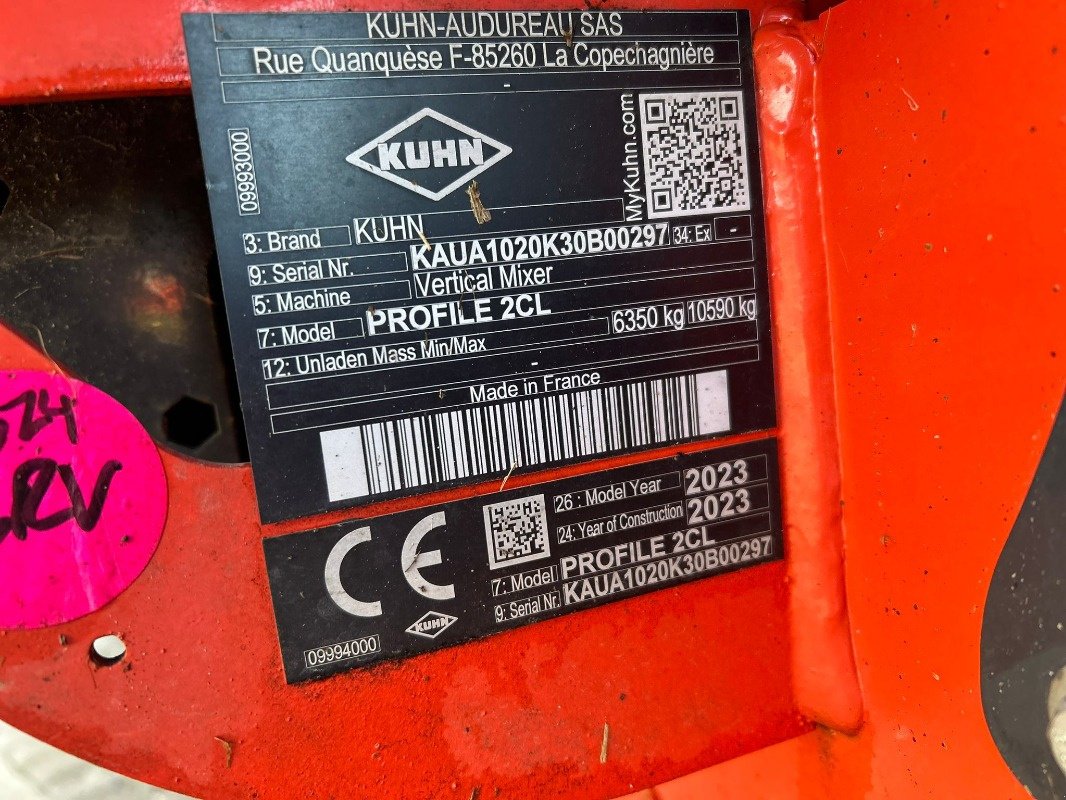 KUHN-AUDUREAU SAS
Rue Quanquèse F-85260 La Copechagnière
-
09993000
KUHN
MyKuhn.com
3: Brand KUHN
9: Serial Nr. KAUA1020K30B00297 34: Ex -
5: Machine Vertical Mixer
7: Model PROFILE 2CL
12: Unladen Mass Min/Max 6350 kg 10590 kg
-
Made in France
CE
26 : Model Year 2023
24: Year of Construction 2023
7: Model PROFILE 2CL
9: Serial Nr. KAUA1020K30B00297
KUHN
09994000